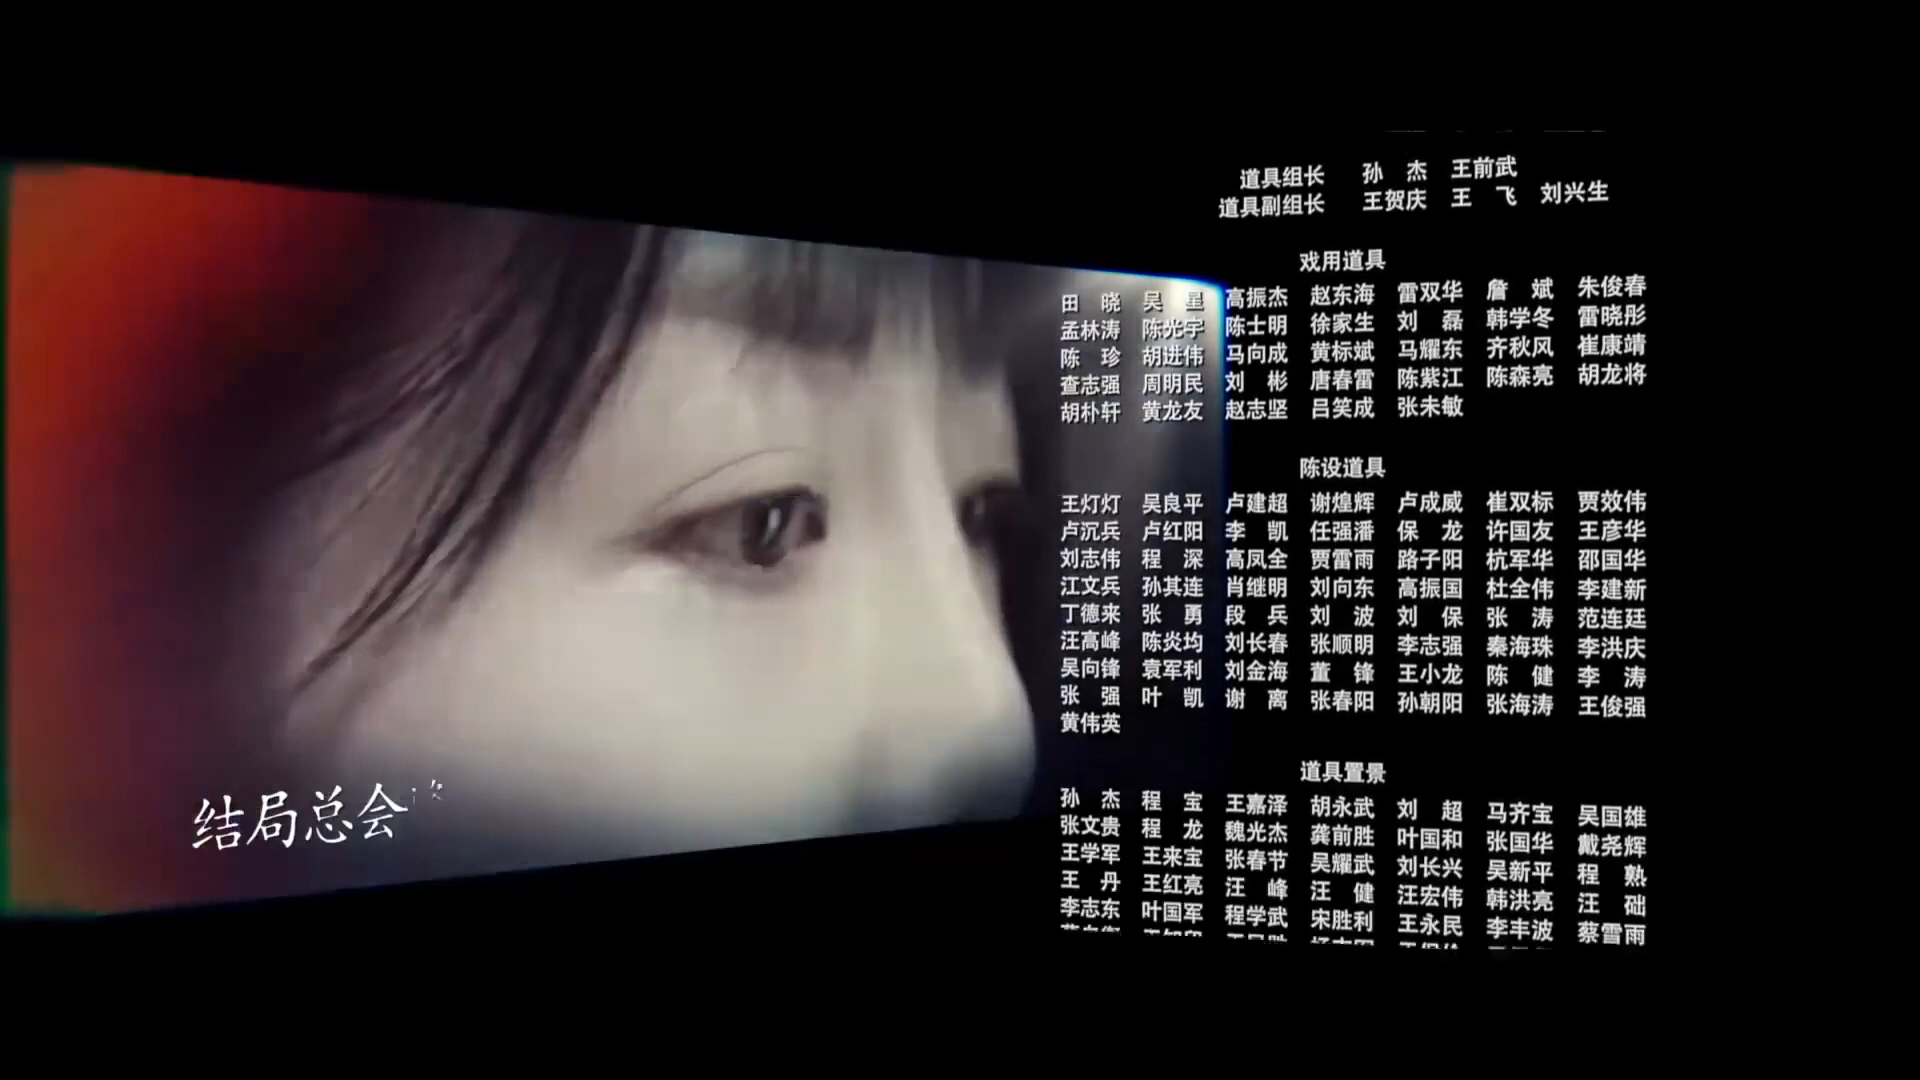 道具组长 孙 杰 王前武
道具副组长 王贺庆 王 飞 刘兴生
戏用道具
田 晓 吴 星 高振杰 赵东海 雷双华 詹 斌 朱俊春
孟林涛 陈光宇 陈士明 徐家生 刘 磊 韩学冬 雷晓彤
陈 珍 胡进伟 马向成 黄标斌 马耀东 齐秋风 崔康靖
查志强 周明民 刘 彬 唐春雷 陈紫江 陈森亮 胡龙将
胡朴轩 黄龙友 赵志坚 吕笑成 张未敏
陈设道具
王灯灯 吴良平 卢建超 谢煌辉 卢成威 崔双标 贾效伟
卢沉兵 卢红阳 李 凯 任强潘 保 龙 许国友 王彦华
刘志伟 程 深 高凤全 贾雷雨 路子阳 杭军华 邵国华
江文兵 孙其连 肖继明 刘向东 高振国 杜全伟 李建新
丁德来 张 勇 段 兵 刘 波 刘 保 张 涛 范连廷
汪高峰 陈炎均 刘长春 张顺明 李志强 秦海珠 李洪庆
吴向锋 袁军利 刘金海 董 锋 王小龙 陈 健 李 涛
张 强 叶 凯 谢 离 张春阳 孙朝阳 张海涛 王俊强
黄伟英
道具置景
孙 杰 程 宝 王嘉泽 胡永武 刘 超 马齐宝 吴国雄
张文贵 程 龙 魏光杰 龚前胜 叶国和 张国华 戴尧辉
王学军 王来宝 张春节 吴耀武 刘长兴 吴新平 程 熟
王 丹 王红亮 汪 峰 汪 健 汪宏伟 韩洪亮 汪 础
李志东 叶国军 程学武 宋胜利 王永民 李丰波 蔡雪雨
结局总会